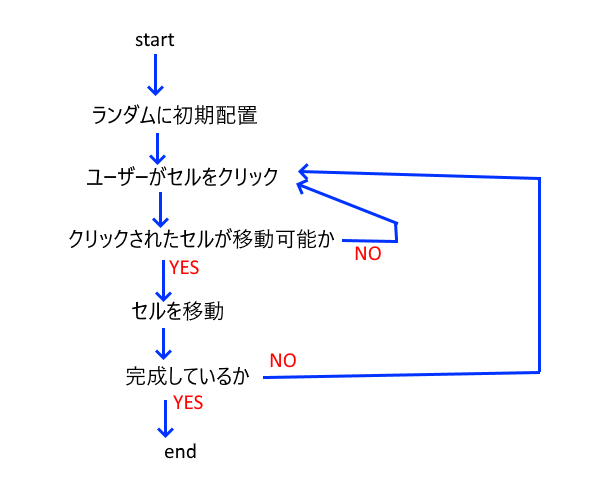 start
ランダムに初期配置
ユーザーがセルをクリック
クリックされたセルが移動可能か
NO
YES
セルを移動
完成しているか
NO
YES
end